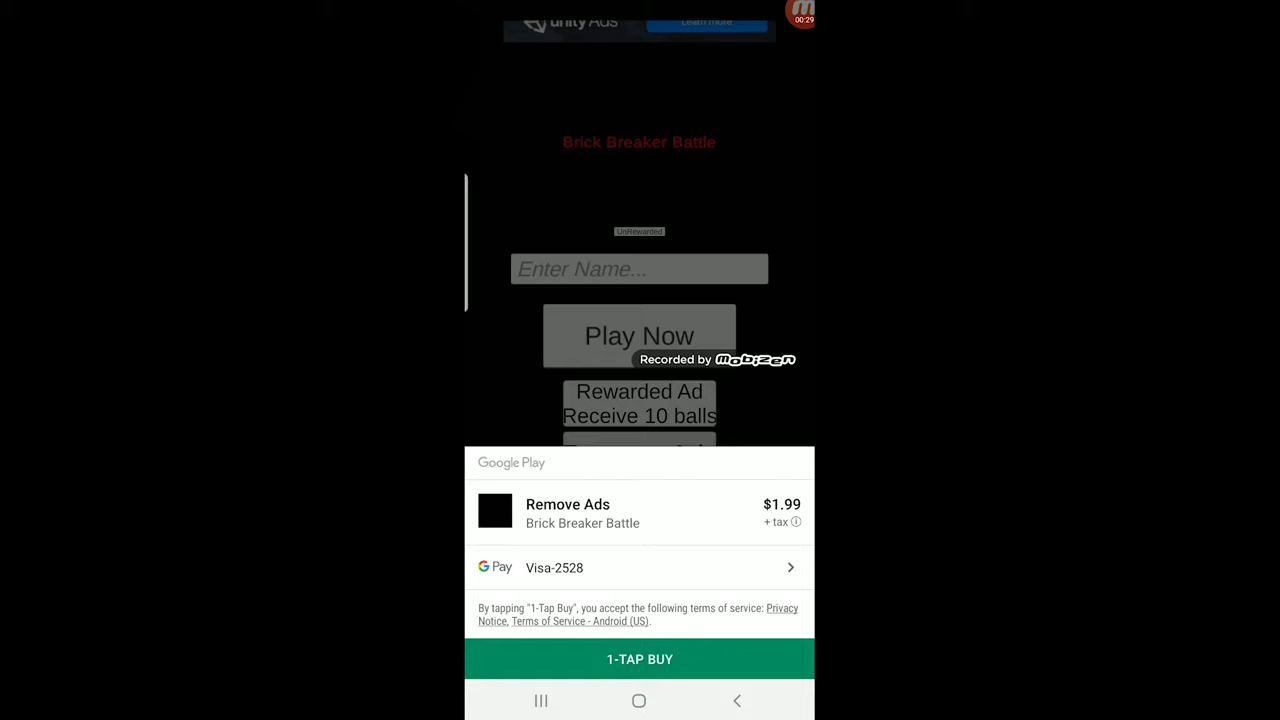 unity Ads
Learn more
00:29
Brick Breaker Battle
UnRewarded
Enter Name...
Play Now
Recorded by mobizen
Rewarded Ad
Receive 10 balls
Google Play
Remove Ads
$1.99
Brick Breaker Battle
+ tax
G Pay
Visa-2528
By tapping "1-Tap Buy", you accept the following terms of service: Privacy
Notice, Terms of Service - Android (US).
1-TAP BUY